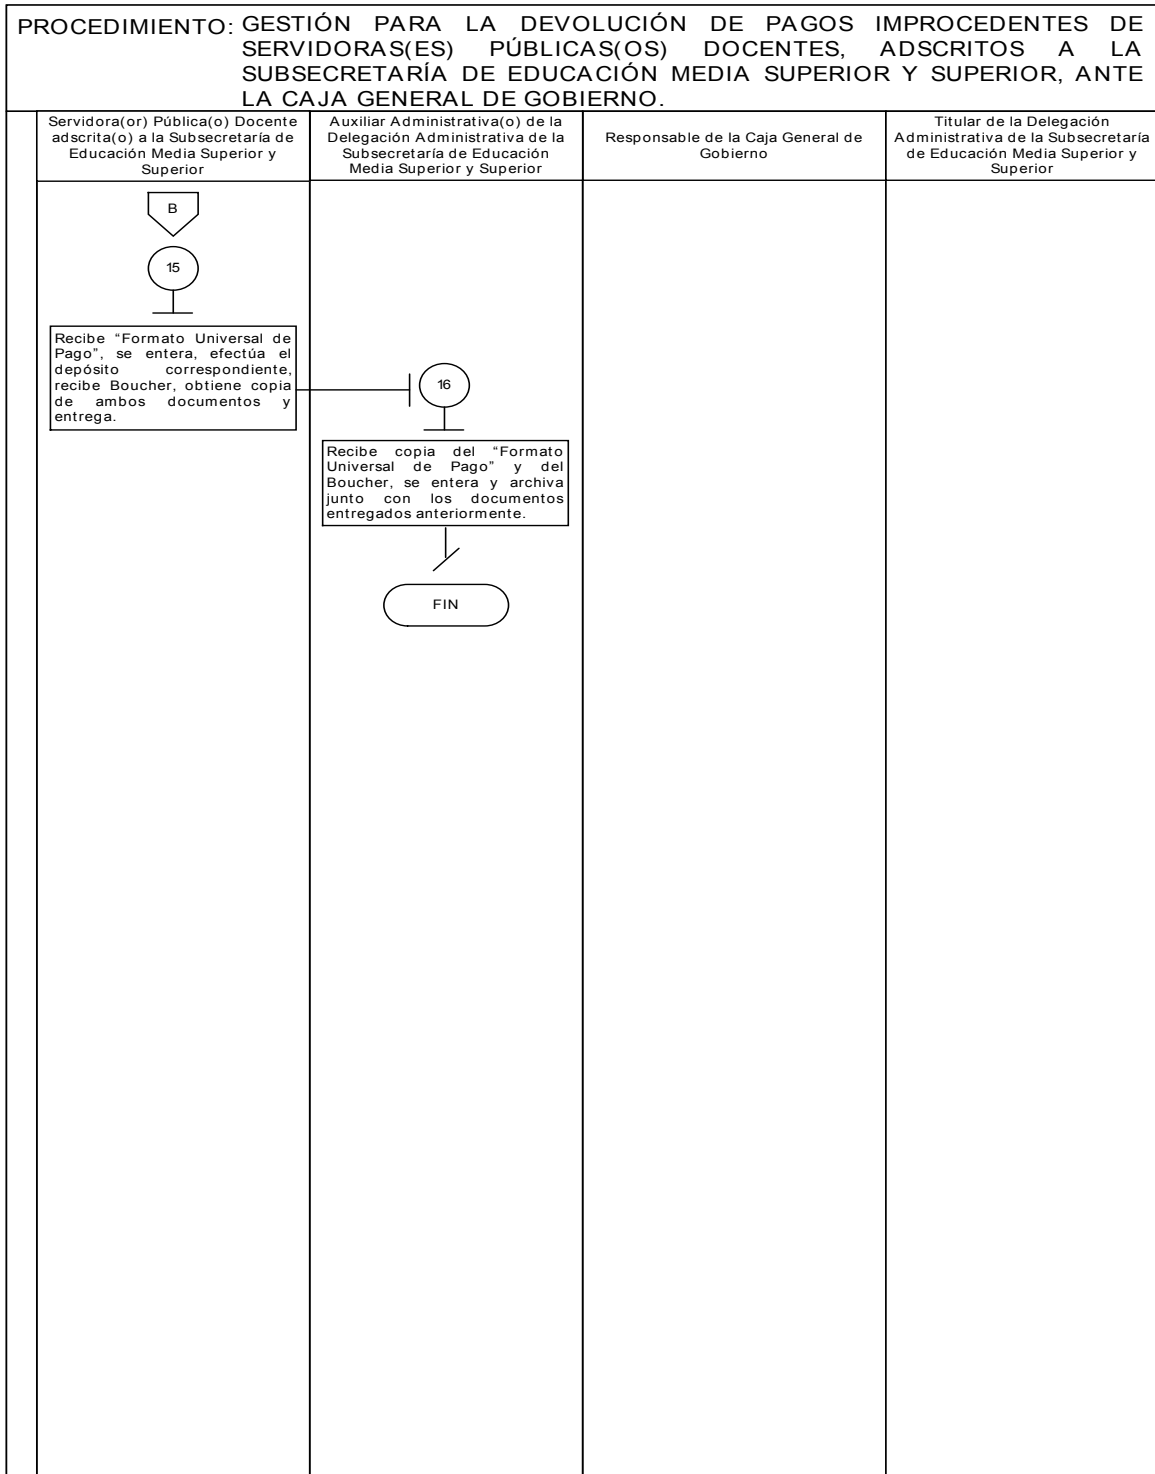 PROCEDIMIENTO: GESTIÓN PARA LA DEVOLUCIÓN DE PAGOS IMPROCEDENTES DE
SERVIDORAS(ES) PÚBLICAS(OS) DOCENTES, ADSCRITOS A LA
SUBSECRETARÍA DE EDUCACIÓN MEDIA SUPERIOR Y SUPERIOR, ANTE
LA CAJA GENERAL DE GOBIERNO.
Servidora(or) Pública(o) Docente
adscrita(o) a la Subsecretaría de
Educación Media Superior y
Superior
Auxiliar Administrativa(o) de la
Delegación Administrativa de la
Subsecretaría de Educación
Media Superior y Superior
Responsable de la Caja General de
Gobierno
Titular de la Delegación
Administrativa de la Subsecretaría
de Educación Media Superior y
Superior
B
15
Recibe “Formato Universal de
Pago”, se entera, efectúa el
depósito correspondiente,
recibe Boucher, obtiene copia
de ambos documentos y
entrega.
16
Recibe copia del “Formato
Universal de Pago” y del
Boucher, se entera y archiva
junto con los documentos
entregados anteriormente.
FIN